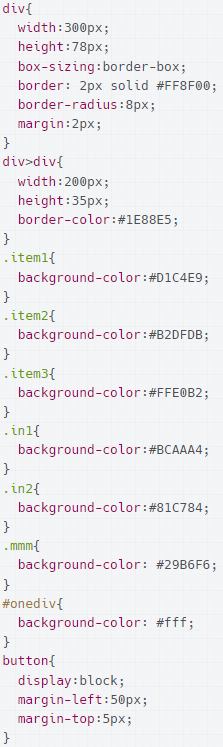 div{
width:300px;
height:78px;
box-sizing:border-box;
border: 2px solid #FF8F00;
border-radius:8px;
margin:2px;
}
div>div{
width:200px;
height:35px;
border-color:#1E88E5;
}
.item1{
background-color:#D1C4E9;
}
.item2{
background-color:#B2DFDB;
}
.item3{
background-color:#FFE0B2;
}
.in1{
background-color:#BCAAA4;
}
.in2{
background-color:#81C784;
}
.mmm{
background-color: #29B6F6;
}
#onediv{
background-color: #fff;
}
button{
display:block;
margin-left:50px;
margin-top:5px;
}